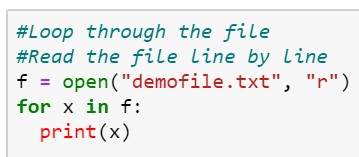 #Loop through the file
#Read the file line by line
f = open("demofile.txt", "r")
for x in f:
  print(x)